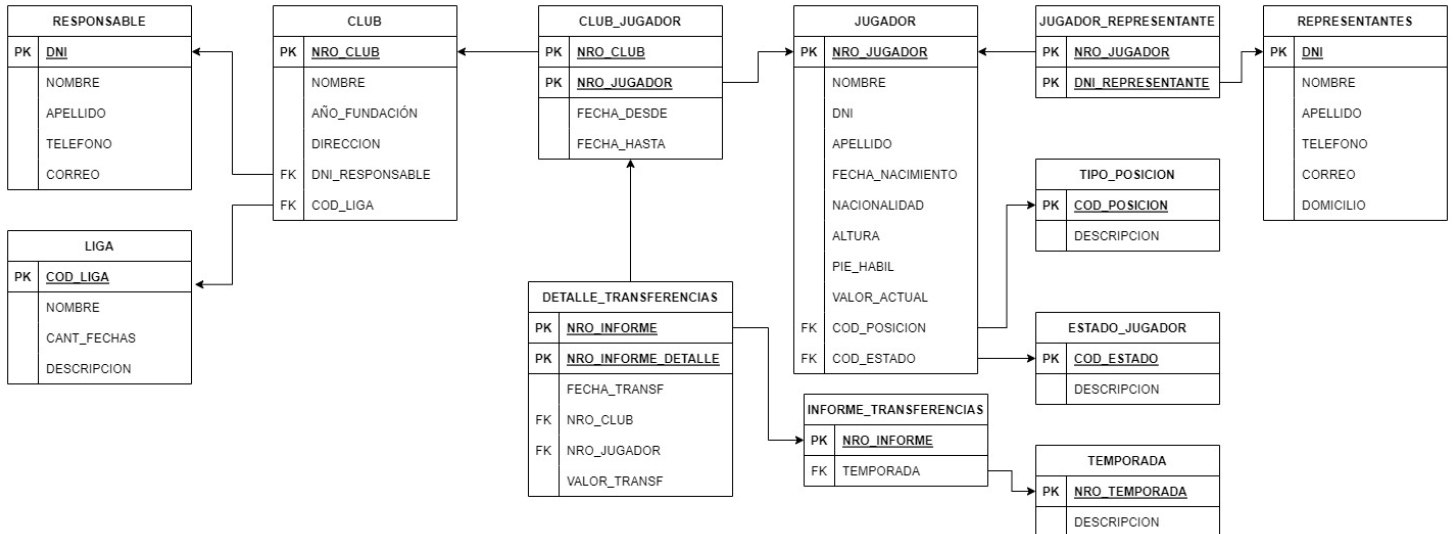 RESPONSABLE
PK DNI
NOMBRE
APELLIDO
TELEFONO
CORREO
CLUB
PK NRO_CLUB
NOMBRE
AÑO_FUNDACIÓN
DIRECCION
FK DNI_RESPONSABLE
FK COD_LIGA
CLUB_JUGADOR
PK NRO_CLUB
PK NRO_JUGADOR
FECHA_DESDE
FECHA_HASTA
JUGADOR
PK NRO_JUGADOR
NOMBRE
DNI
APELLIDO
FECHA_NACIMIENTO
NACIONALIDAD
ALTURA
PIE_HABIL
VALOR_ACTUAL
FK COD_POSICION
FK COD_ESTADO
JUGADOR_REPRESENTANTE
PK NRO_JUGADOR
PK DNI_REPRESENTANTE
REPRESENTANTES
PK DNI
NOMBRE
APELLIDO
TELEFONO
CORREO
DOMICILIO
TIPO_POSICION
PK COD_POSICION
DESCRIPCION
LIGA
PK COD_LIGA
NOMBRE
CANT_FECHAS
DESCRIPCION
DETALLE_TRANSFERENCIAS
PK NRO_INFORME
PK NRO_INFORME_DETALLE
FECHA_TRANSF
FK NRO_CLUB
FK NRO_JUGADOR
VALOR_TRANSF
ESTADO_JUGADOR
PK COD_ESTADO
DESCRIPCION
INFORME_TRANSFERENCIAS
PK NRO_INFORME
FK TEMPORADA
TEMPORADA
PK NRO_TEMPORADA
DESCRIPCION